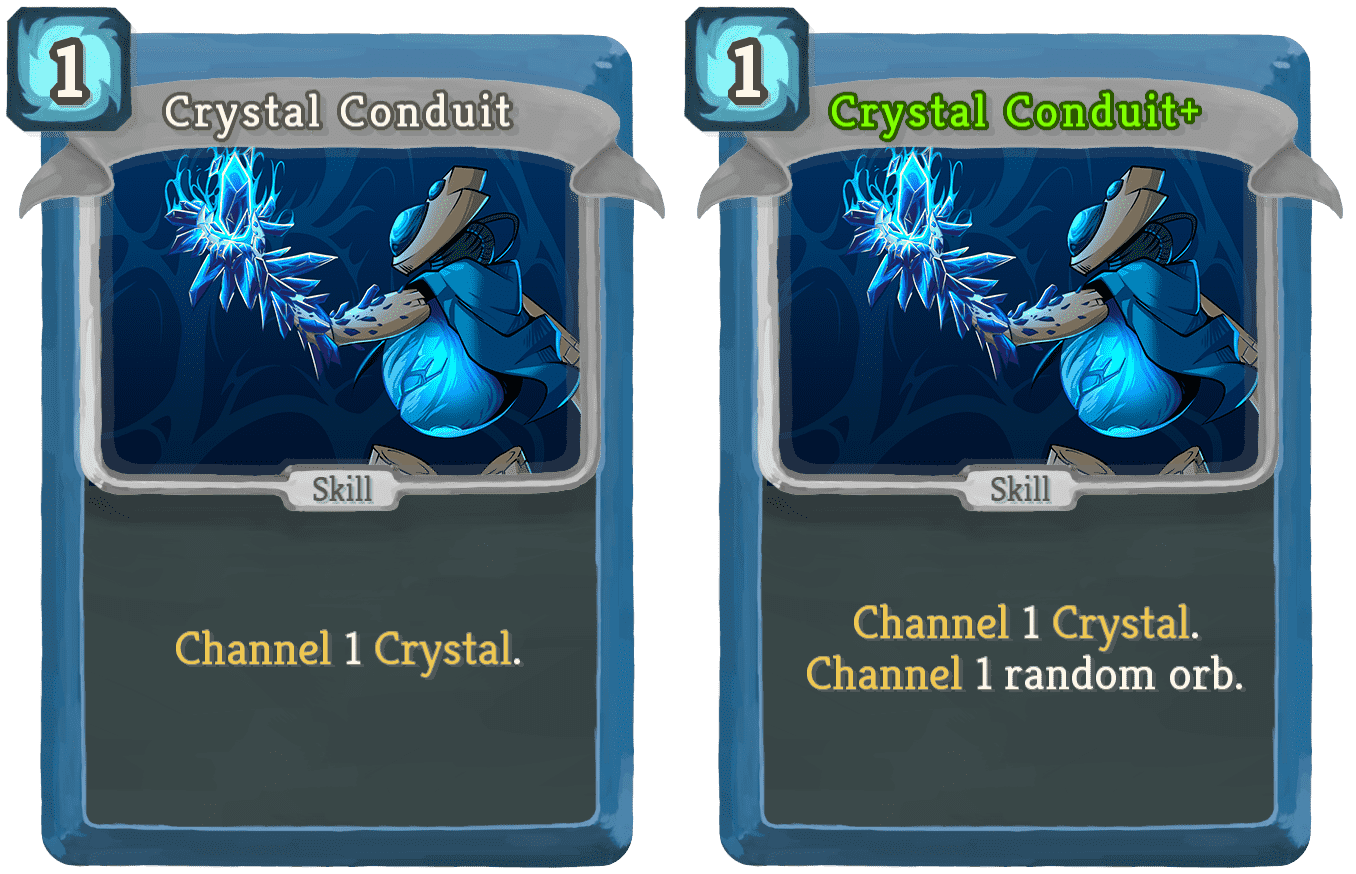 1
Crystal Conduit
Skill
Channel 1 Crystal.
1
Crystal Conduit+
Skill
Channel 1 Crystal.
Channel 1 random orb.